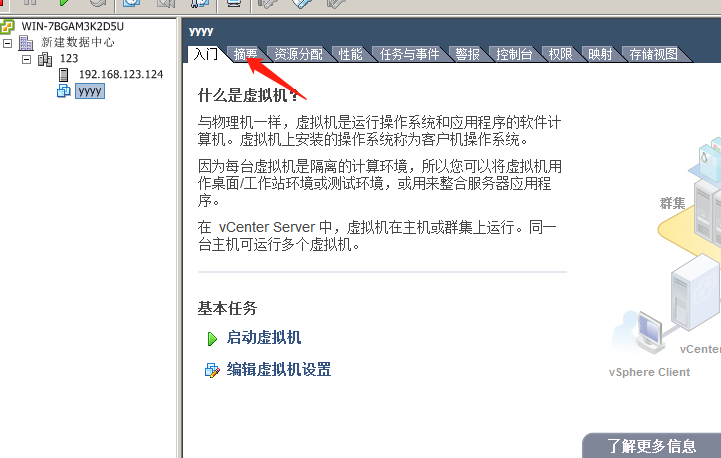 WIN-7BGAM3K2D5U
新建数据中心
123
192.168.123.124
yyyy
yyyy
入门 摘要 资源分配 性能 任务与事件 警报 控制台 权限 映射 存储视图
什么是虚拟机？
与物理机一样，虚拟机是运行操作系统和应用程序的软件计
算机。虚拟机上安装的操作系统称为客户机操作系统。
因为每台虚拟机是隔离的计算环境，所以您可以将虚拟机用
作桌面/工作站环境或测试环境，或用来整合服务器应用程
序。
在 vCenter Server 中，虚拟机在主机或群集上运行。同一
台主机可运行多个虚拟机。
基本任务
启动虚拟机
编辑虚拟机设置
群集
vCenter
vSphere Client
了解更多信息